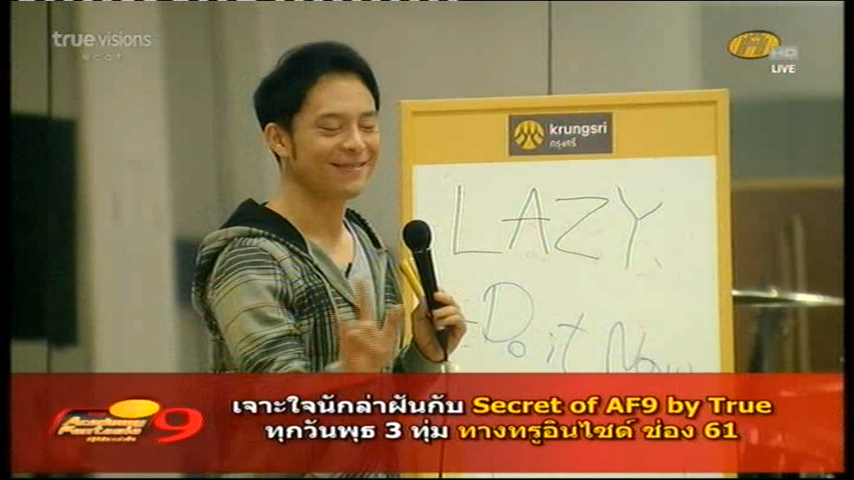 truevisions
HD
LIVE
krungsri
กรุงศรี
LAZY
Do it Now
9
เจาะใจนักล่าฝันกับ Secret of AF9 by True
ทุกวันพุธ 3 ทุ่ม ทางทรูอินไซด์ ช่อง 61